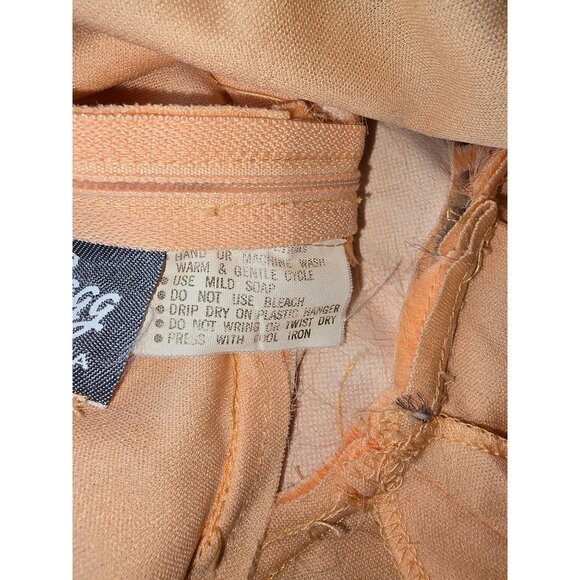 HAND OR MACHINE WASH
WARM & GENTLE CYCLE
• USE MILD SOAP
• DO NOT USE BLEACH
• DRIP DRY ON PLASTIC HANGER
• DO NOT WRING OR TWIST DRY
• PRESS WITH COOL IRON
A